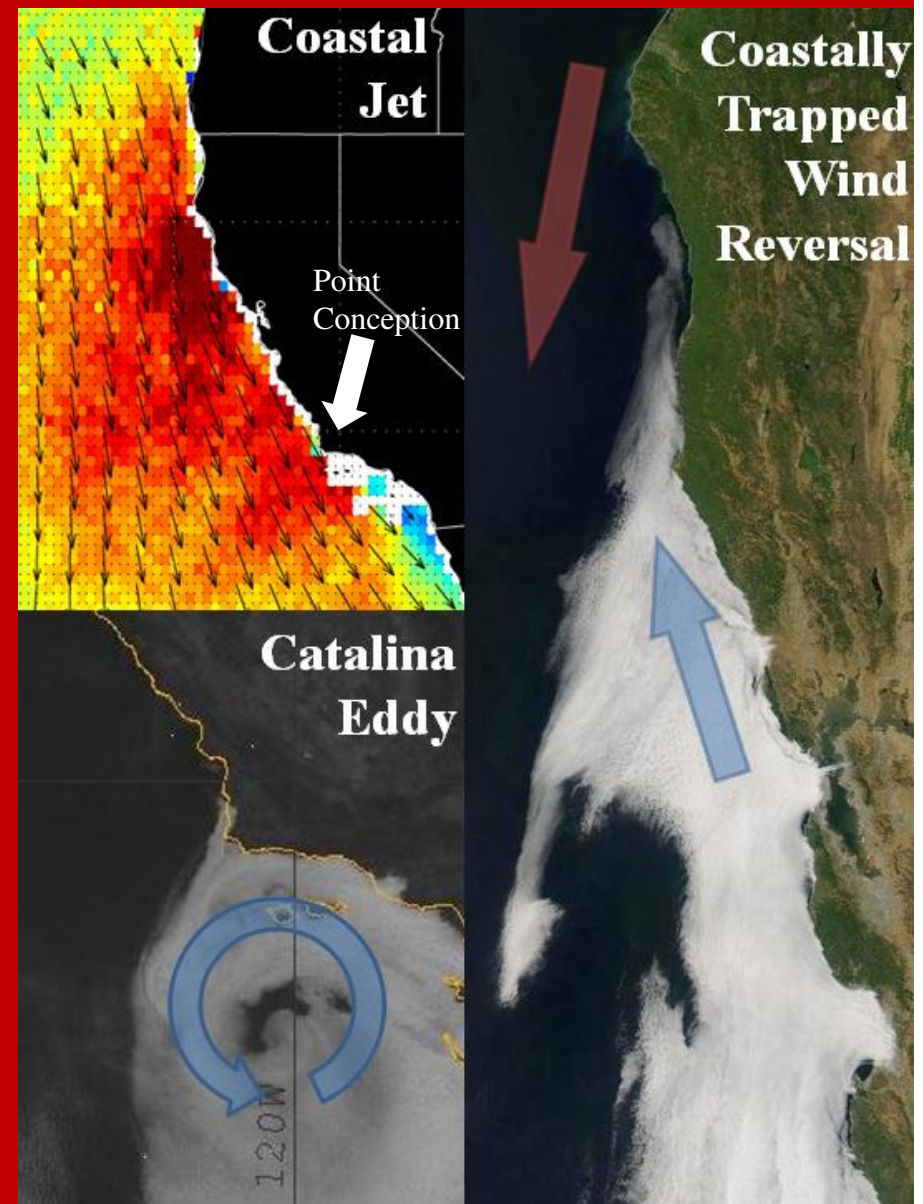 Coastal
Jet
Point
Conception
Catalina
Eddy
120W
Coastally
Trapped
Wind
Reversal